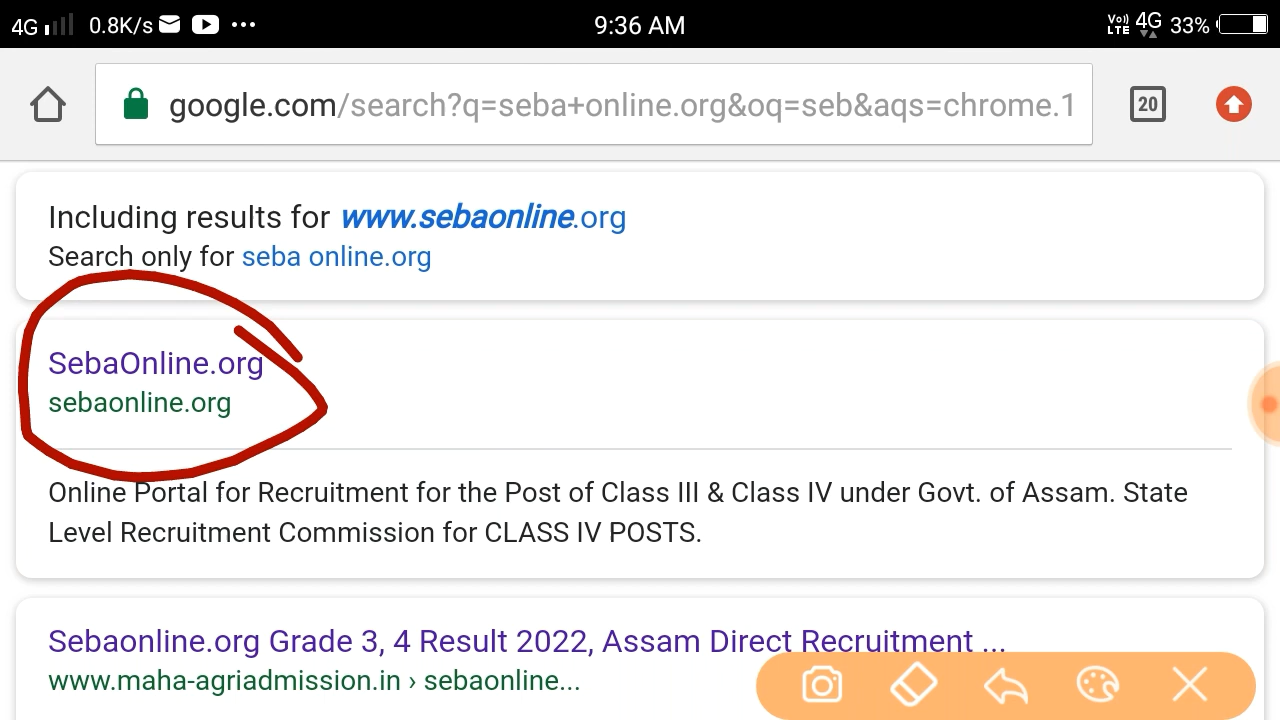 4G 0.8K/s 9:36 AM Vo) LTE 4G 33%
google.com/search?q=seba+online.org&oq=seb&aqs=chrome.1 20
Including results for www.sebaonline.org
Search only for seba online.org
SebaOnline.org
sebaonline.org
Online Portal for Recruitment for the Post of Class III & Class IV under Govt. of Assam. State
Level Recruitment Commission for CLASS IV POSTS.
Sebaonline.org Grade 3, 4 Result 2022, Assam Direct Recruitment ...
www.maha-agriadmission.in › sebaonline...